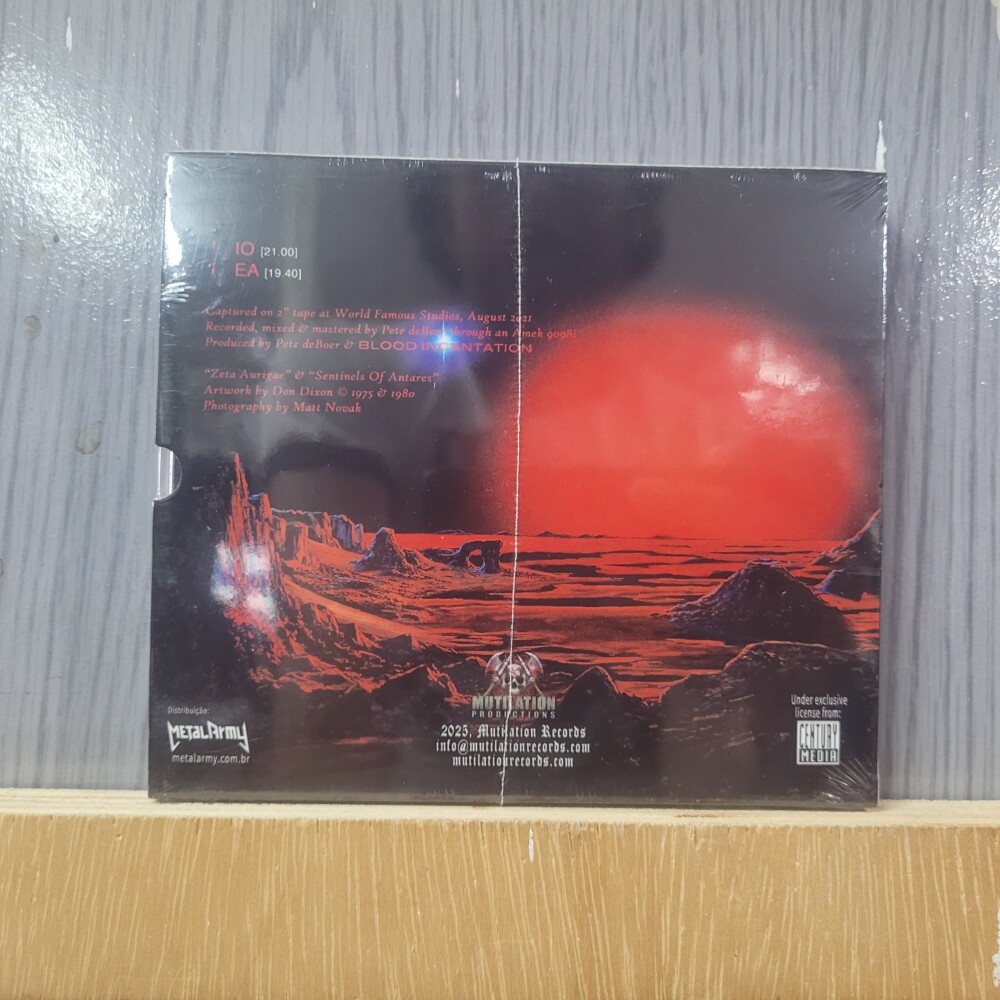 IO [21.00]
EA [19.40]
Captured on 2" tape at World Famous Studios, August 2021
Recorded, mixed & mastered by Pete deBoer through an Amek 9098i
Produced by Pete deBoer & BLOOD INCANTATION
"Zeta Aurigae" & "Sentinels Of Antares"
Artwork by Don Dixon © 1975 & 1980
Photography by Matt Novak
Distribuição:
METALARMY
metalarmy.com.br
MUTILATION
PRODUCTIONS
2025, Mutilation Records
info@mutilationrecords.com
mutilationrecords.com
Under exclusive
license from:
CENTURY
MEDIA